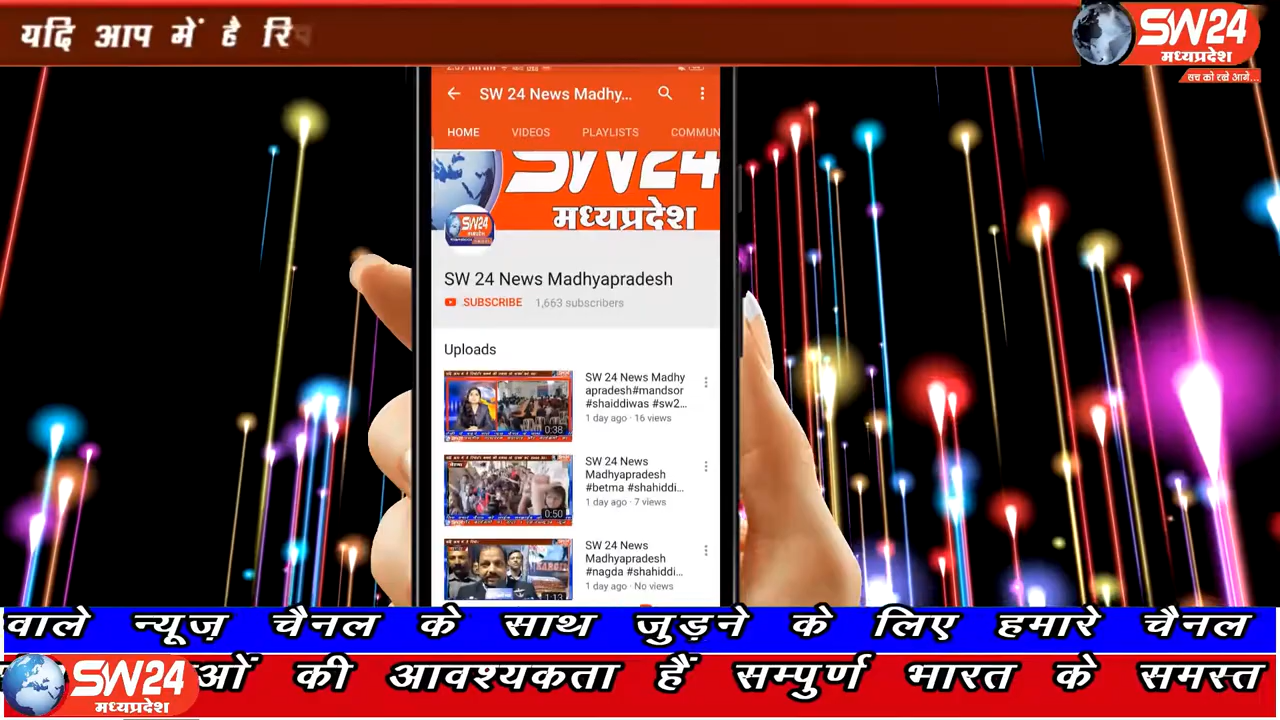 यदि आप में है रि
SW24
मध्यप्रदेश
सच को रखे आगे...
SW 24 News Madhy...
HOME VIDEOS PLAYLISTS COMMUN
SW24
मध्यप्रदेश
SW24
SW 24 News Madhyapradesh
SUBSCRIBE 1,663 subscribers
Uploads
SW 24 News Madhy
apradesh#mandsor
#shaiddiwas #sw2...
1 day ago · 16 views
0:38
SW 24 News
Madhyapradesh
#betma #shahiddi...
1 day ago · 7 views
0:50
SW 24 News
Madhyapradesh
#nagda #shahiddi...
1 day ago · No views
1:13
वाले न्यूज़ चैनल के साथ जुड़ने के लिए हमारे चैनल
ओं की आवश्यकता हैं सम्पुर्ण भारत के समस्त
SW24
मध्यप्रदेश